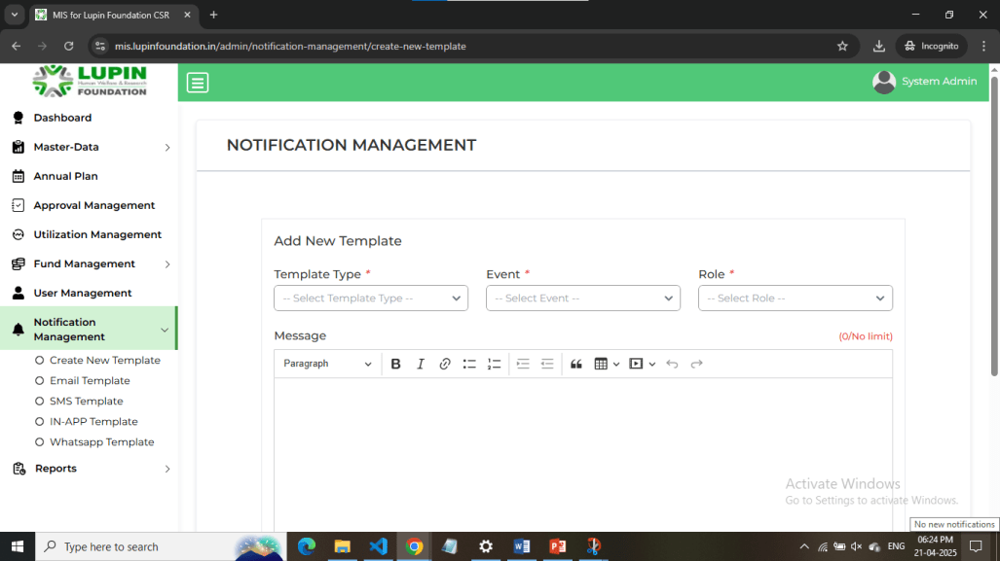 MIS for Lupin Foundation CSR
mis.lupinfoundation.in/admin/notification-management/create-new-template
Incognito
LUPIN
Human Welfare & Research
FOUNDATION
System Admin
Dashboard
Master-Data
Annual Plan
Approval Management
Utilization Management
Fund Management
User Management
Notification
Management
Create New Template
Email Template
SMS Template
IN-APP Template
Whatsapp Template
Reports
NOTIFICATION MANAGEMENT
Add New Template
Template Type * Event * Role *
-- Select Template Type -- -- Select Event -- -- Select Role --
Message (0/No limit)
Paragraph B I
Activate Windows
Go to Settings to activate Windows.
No new notifications
Type here to search
ENG
06:24 PM
21-04-2025